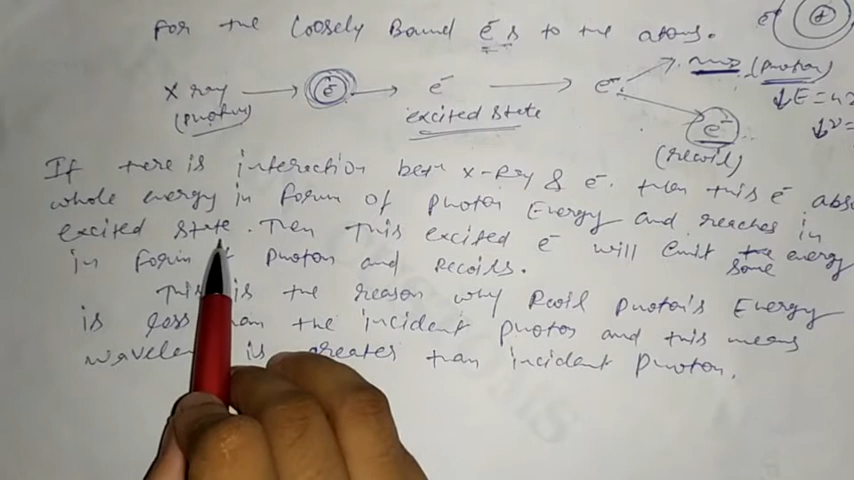 For the Loosely Bound e⁻s to the atoms.
e⁻ +
X ray → e⁻ → e⁻ → e⁻ (Photon)
(Photon) excited state ↓E =
↓ν =
e⁻
(recoil)
If there is interaction betⁿ x-Ray & e⁻. then this e⁻
whole energy in form of photon Energy and reaches in
excited state. Then this excited e⁻ will emit the energy
some
in form photon and Recoils.
This is the reason why Recoil Photon's Energy
is less than the incident photon and this means
is greater than incident Photon.